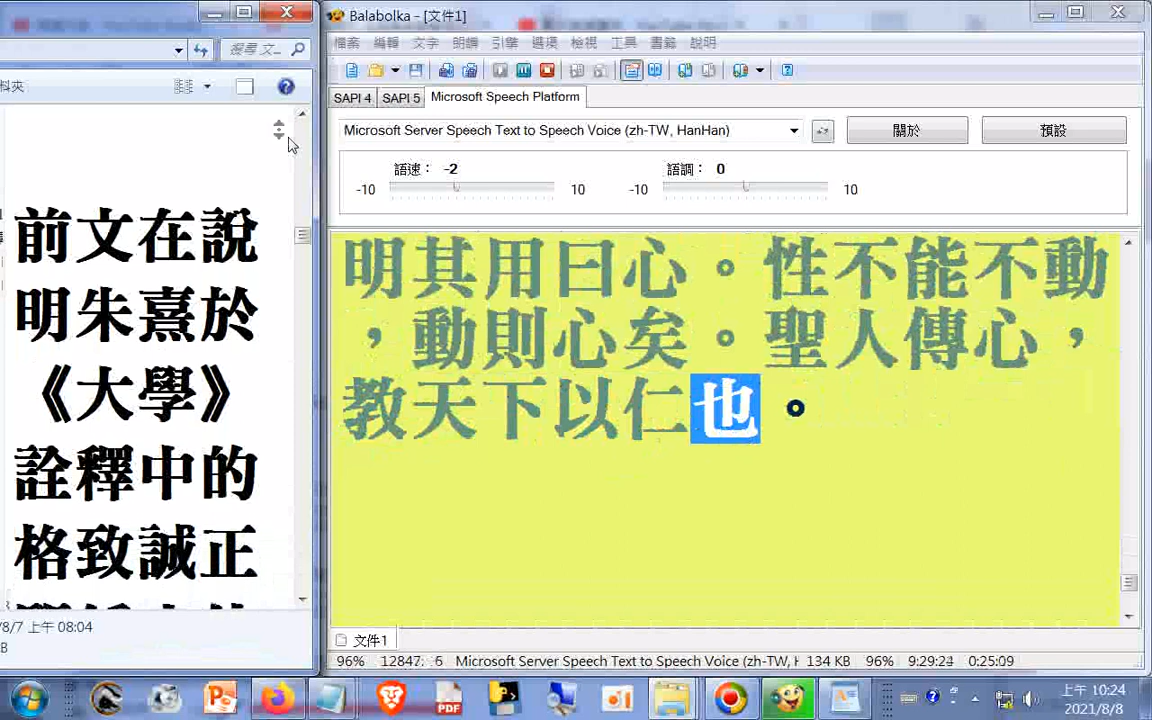 Balabolka - [文件1]
搜尋 文...
檔案 編輯 文字 朗讀 引擎 選項 檢視 工具 書籤 說明
料夾
SAPI 4 SAPI 5 Microsoft Speech Platform
Microsoft Server Speech Text to Speech Voice (zh-TW, HanHan) 關於 預設
語速： -2 語調： 0
-10 10 -10 10
前文在說
明朱熹於
《大學》
詮釋中的
格致誠正
明其用曰心。性不能不動
，動則心矣。聖人傳心，
教天下以仁也。
/8/7 上午 08:04
B
文件1
96% 12847: 6 Microsoft Server Speech Text to Speech Voice (zh-TW, H 134 KB 96% 9:29:24 0:25:09
上午 10:24
2021/8/8